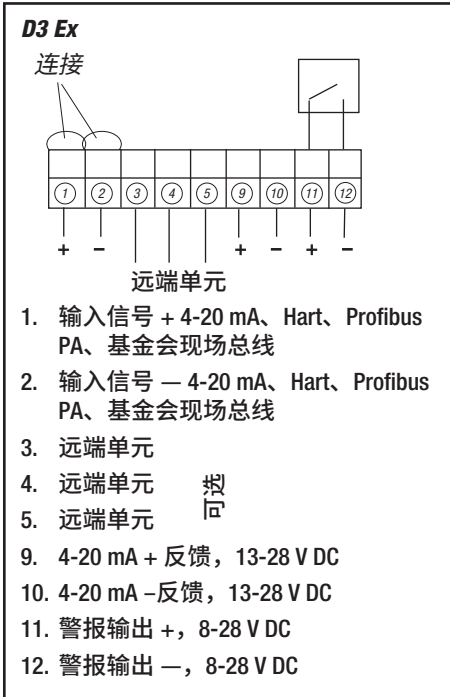 D3 Ex
连接
1 2 3 4 5 9 10 11 12
+ – + – + –
远端单元
1. 输入信号 + 4-20 mA、Hart、Profibus
PA、基金会现场总线
2. 输入信号 — 4-20 mA、Hart、Profibus
PA、基金会现场总线
3. 远端单元
4. 远端单元
5. 远端单元
可选
9. 4-20 mA + 反馈，13-28 V DC
10. 4-20 mA –反馈，13-28 V DC
11. 警报输出 +，8-28 V DC
12. 警报输出 —，8-28 V DC